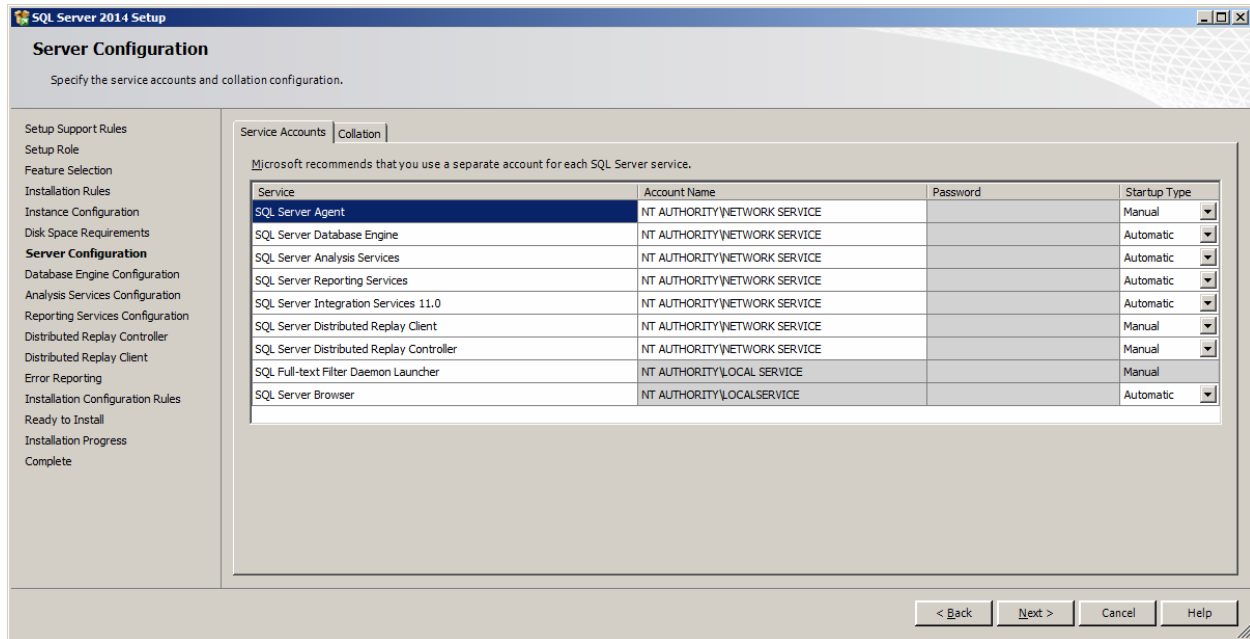 SQL Server 2014 Setup
Server Configuration
Specify the service accounts and collation configuration.
Setup Support Rules
Setup Role
Feature Selection
Installation Rules
Instance Configuration
Disk Space Requirements
Server Configuration
Database Engine Configuration
Analysis Services Configuration
Reporting Services Configuration
Distributed Replay Controller
Distributed Replay Client
Error Reporting
Installation Configuration Rules
Ready to Install
Installation Progress
Complete
Service Accounts Collation
Microsoft recommends that you use a separate account for each SQL Server service.
Service Account Name Password Startup Type
SQL Server Agent NT AUTHORITY\NETWORK SERVICE Manual
SQL Server Database Engine NT AUTHORITY\NETWORK SERVICE Automatic
SQL Server Analysis Services NT AUTHORITY\NETWORK SERVICE Automatic
SQL Server Reporting Services NT AUTHORITY\NETWORK SERVICE Automatic
SQL Server Integration Services 11.0 NT AUTHORITY\NETWORK SERVICE Automatic
SQL Server Distributed Replay Client NT AUTHORITY\NETWORK SERVICE Manual
SQL Server Distributed Replay Controller NT AUTHORITY\NETWORK SERVICE Manual
SQL Full-text Filter Daemon Launcher NT AUTHORITY\LOCAL SERVICE Manual
SQL Server Browser NT AUTHORITY\LOCALSERVICE Automatic
< Back Next > Cancel Help